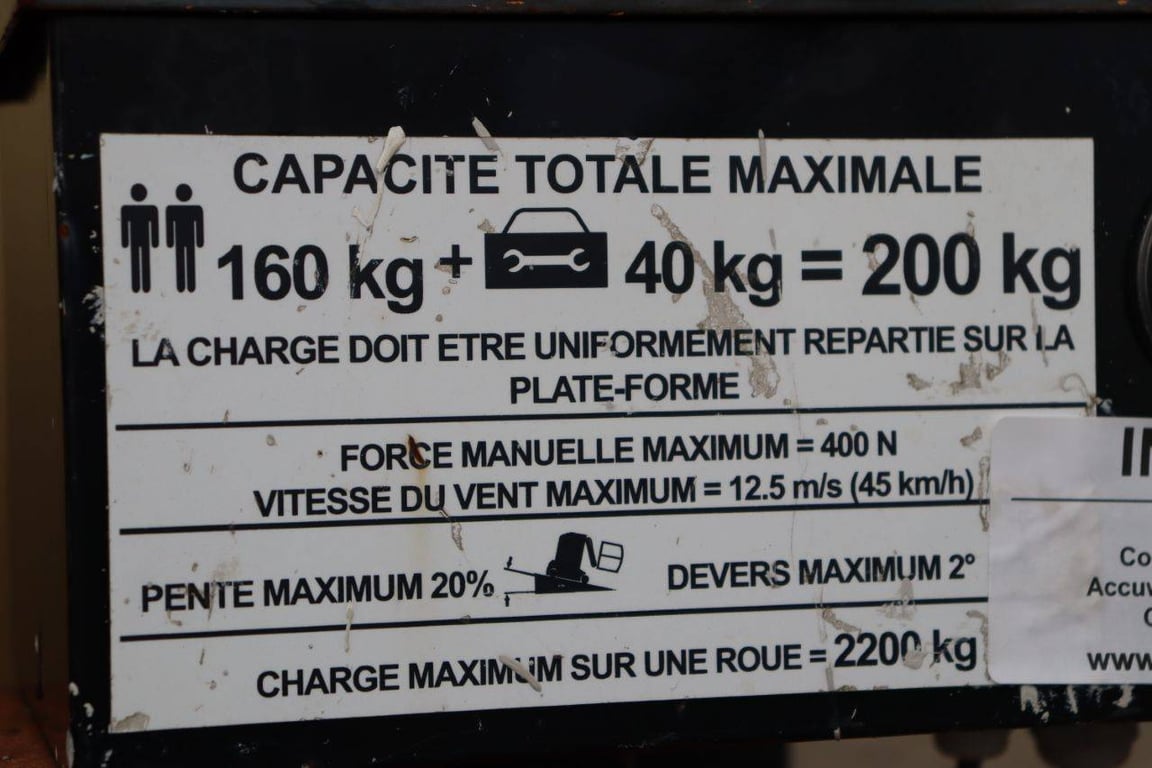 CAPACITE TOTALE MAXIMALE
160 kg + 40 kg = 200 kg
LA CHARGE DOIT ETRE UNIFORMEMENT REPARTIE SUR LA
PLATE-FORME
FORCE MANUELLE MAXIMUM = 400 N
VITESSE DU VENT MAXIMUM = 12.5 m/s (45 km/h)
PENTE MAXIMUM 20% DEVERS MAXIMUM 2°
CHARGE MAXIMUM SUR UNE ROUE = 2200 kg
www